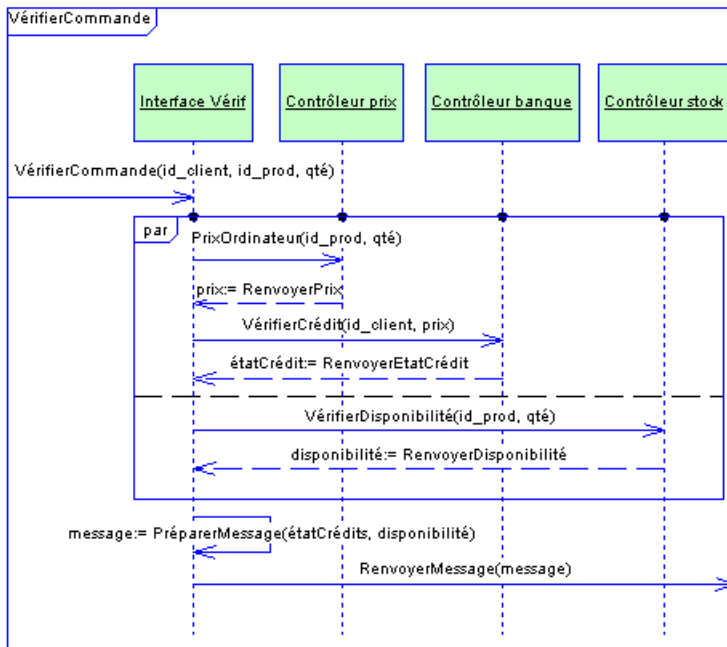 VérifierCommande
Interface Vérif
Contrôleur prix
Contrôleur banque
Contrôleur stock
VérifierCommande(id_client, id_prod, qté)
par
PrixOrdinateur(id_prod, qté)
prix:= RenvoyerPrix
VérifierCrédit(id_client, prix)
étatCrédit:= RenvoyerEtatCrédit
VérifierDisponibilité(id_prod, qté)
disponibilité:= RenvoyerDisponibilité
message:= PréparerMessage(étatCrédits, disponibilité)
RenvoyerMessage(message)